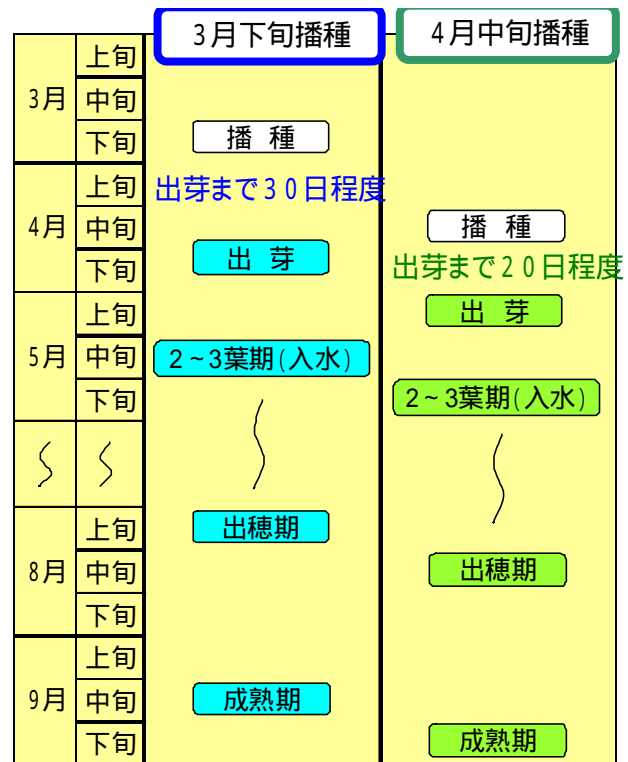 3月下旬播種
4月中旬播種
3月
上旬
中旬
下旬
播 種
4月
上旬
出芽まで30日程度
中旬
播 種
出 芽
下旬
出芽まで20日程度
5月
上旬
出 芽
中旬
2~3葉期(入水)
下旬
2~3葉期(入水)
8月
上旬
出穂期
中旬
出穂期
下旬
9月
上旬
中旬
成熟期
下旬
成熟期